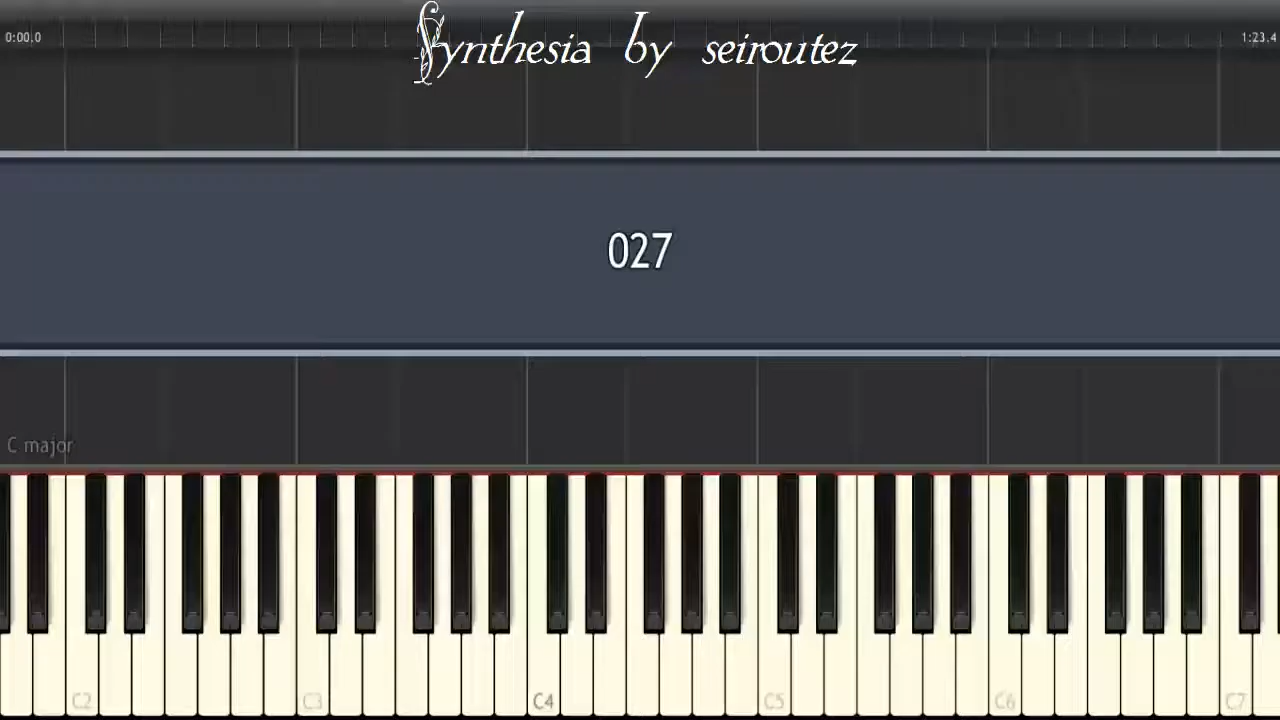 Synthesia by seiroutez
0:00.0
1:23.4
027
C major
C2 C3 C4 C5 C6 C7